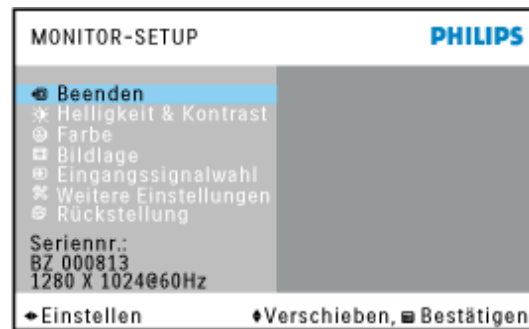 MONITOR-SETUP PHILIPS
Beenden
Helligkeit & Kontrast
Farbe
Bildlage
Eingangssignalwahl
Weitere Einstellungen
Rückstellung
Seriennr.:
BZ 000813
1280 X 1024@60Hz
Einstellen Verschieben, Bestätigen